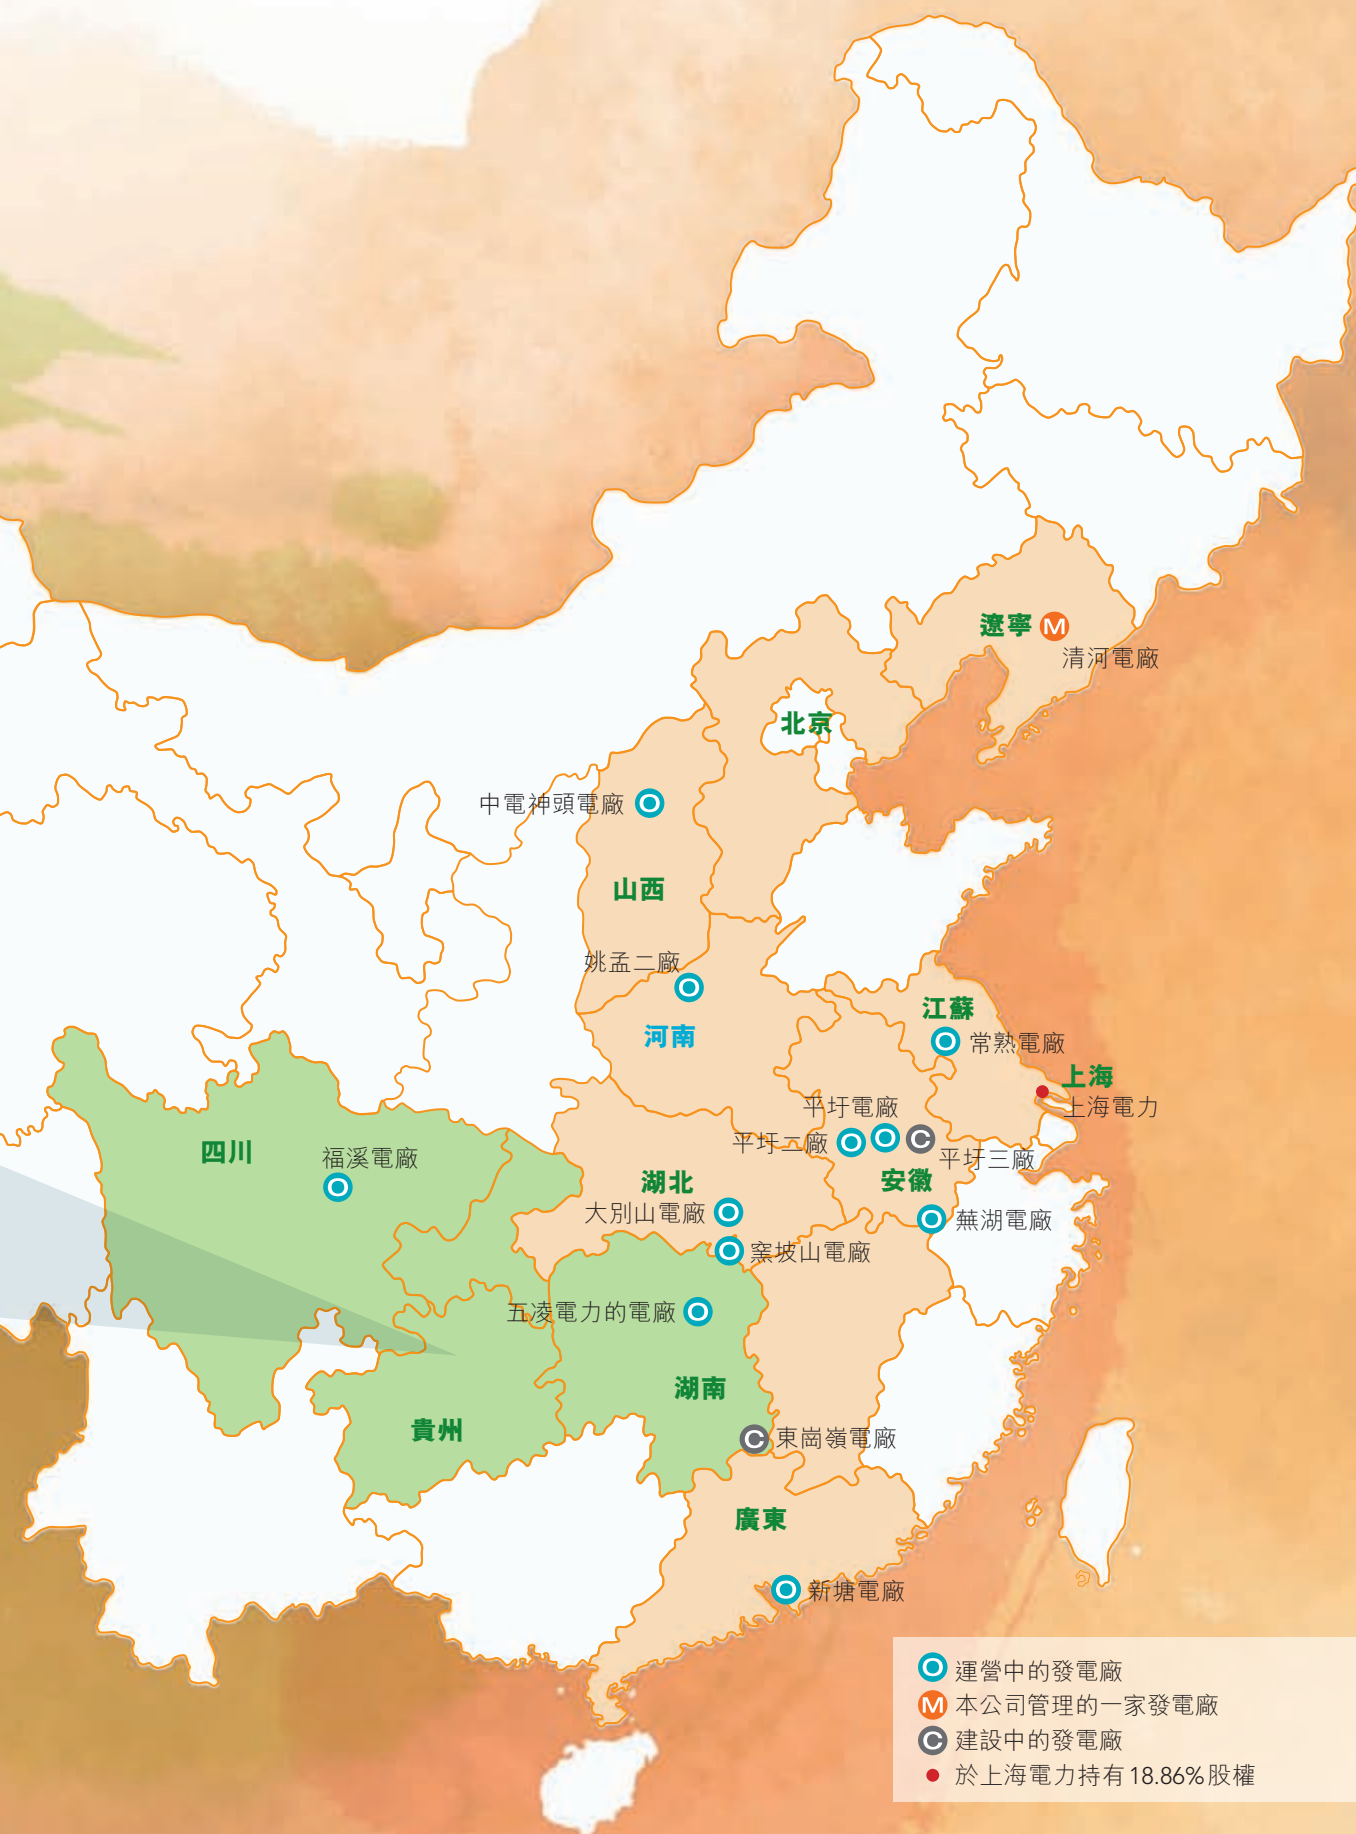 遼寧
M
清河電廠
北京
中電神頭電廠
O
山西
姚孟二廠
O
河南
江蘇
O
常熟電廠
上海
上海電力
平圩電廠
平圩二廠
O
O
C
平圩三廠
四川
福溪電廠
O
湖北
安徽
大別山電廠
O
O
蕪湖電廠
O
窑坡山電廠
五凌電力的電廠
O
湖南
貴州
C
東崗嶺電廠
廣東
O
新塘電廠
O 運營中的發電廠
M 本公司管理的一家發電廠
C 建設中的發電廠
於上海電力持有18.86%股權